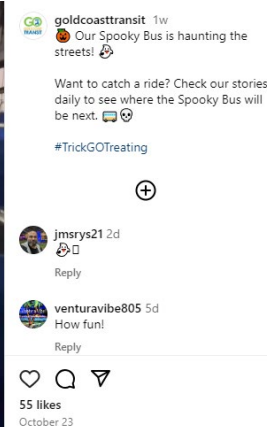 GO
TRANSIT
goldcoasttransit 1w
🎃 Our Spooky Bus is haunting the
streets! 👻
Want to catch a ride? Check our stories
daily to see where the Spooky Bus will
be next. 🚌💀
#TrickGOTreating
jmsrys21 2d
👻▯
Reply
venturavibe805 5d
How fun!
Reply
55 likes
October 23